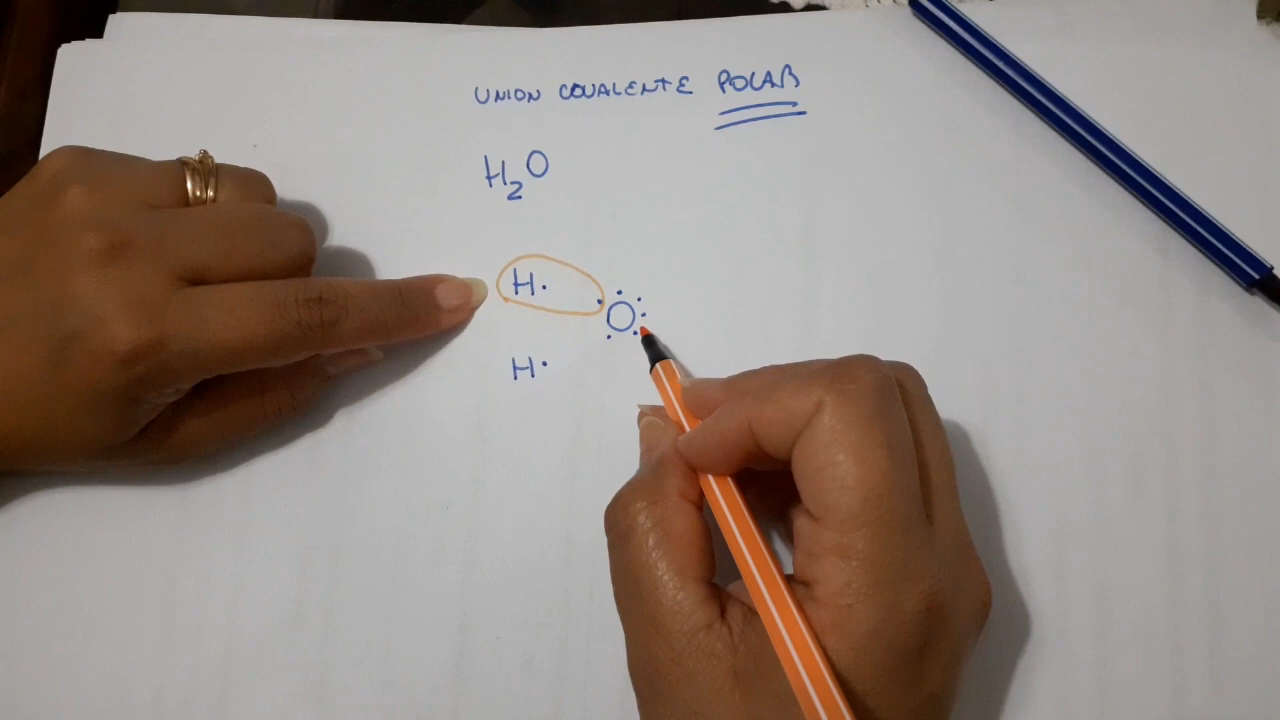 UNION COVALENTE POLAR
H₂O
H·
O
H·